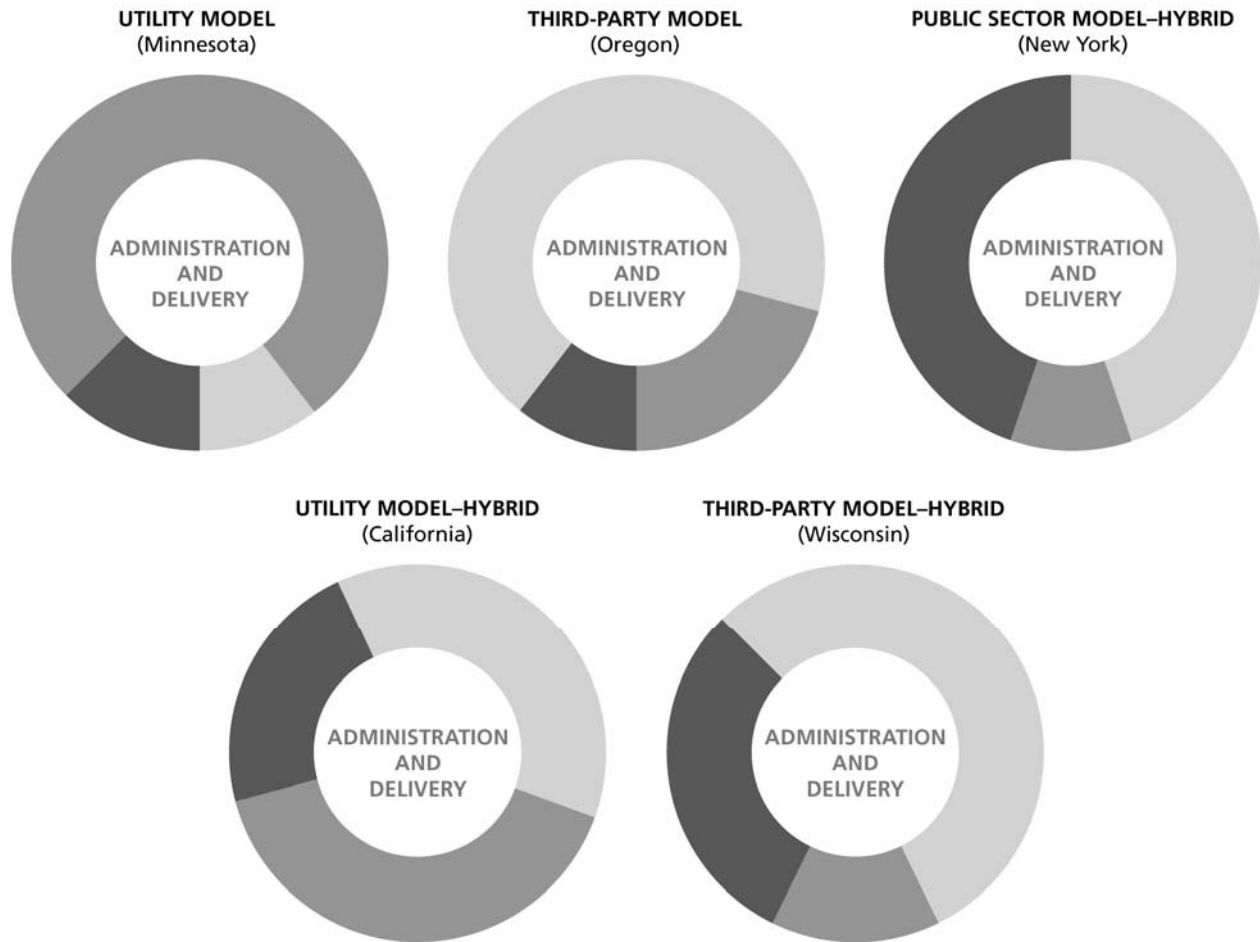 UTILITY MODEL
(Minnesota)
ADMINISTRATION
AND
DELIVERY
THIRD-PARTY MODEL
(Oregon)
ADMINISTRATION
AND
DELIVERY
PUBLIC SECTOR MODEL–HYBRID
(New York)
ADMINISTRATION
AND
DELIVERY
UTILITY MODEL–HYBRID
(California)
ADMINISTRATION
AND
DELIVERY
THIRD-PARTY MODEL–HYBRID
(Wisconsin)
ADMINISTRATION
AND
DELIVERY